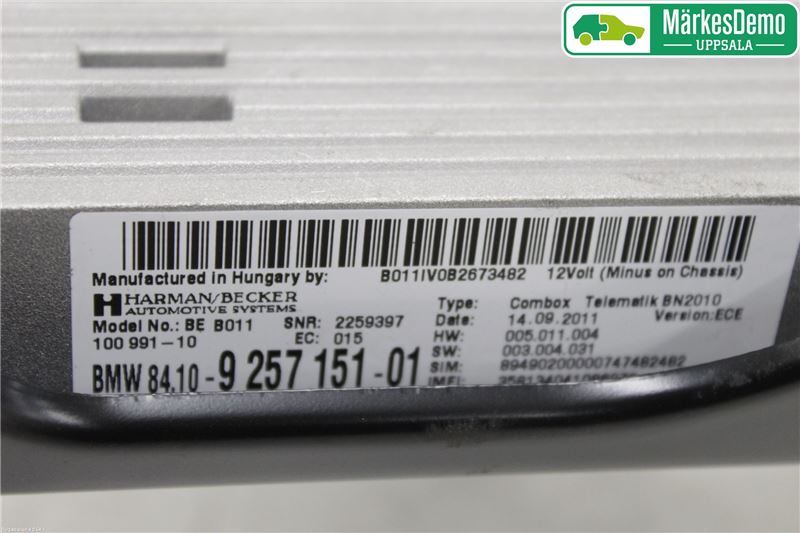 MärkesDemo
UPPSALA
Manufactured in Hungary by: B011IV0B2673482 12Volt (Minus on Chassis)
HARMAN/BECKER
AUTOMOTIVE SYSTEMS
Type: Combox Telematik BN2010
Model No.: BE B011 SNR: 2259397 Date: 14.09.2011 Version: ECE
100 991-10 EC: 015 HW: 005.011.004
SW: 003.004.031
BMW 84.10 - 9 257 151 - 01 SIM: 89490200000747482482
IMEI: